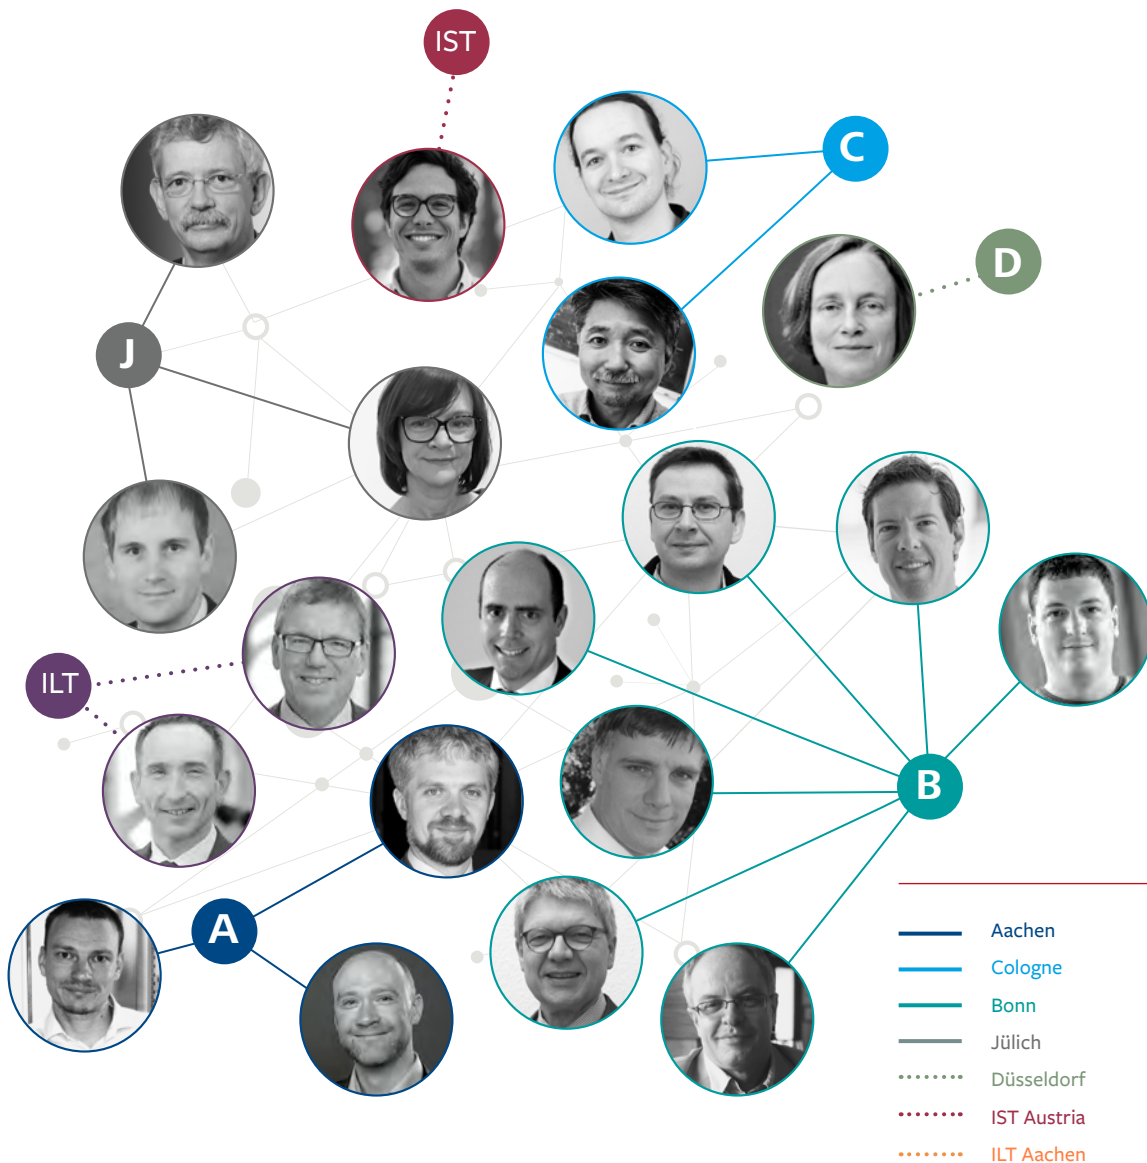 IST
C
D
J
ILT
B
A
Aachen
Cologne
Bonn
Jülich
Düsseldorf
IST Austria
ILT Aachen